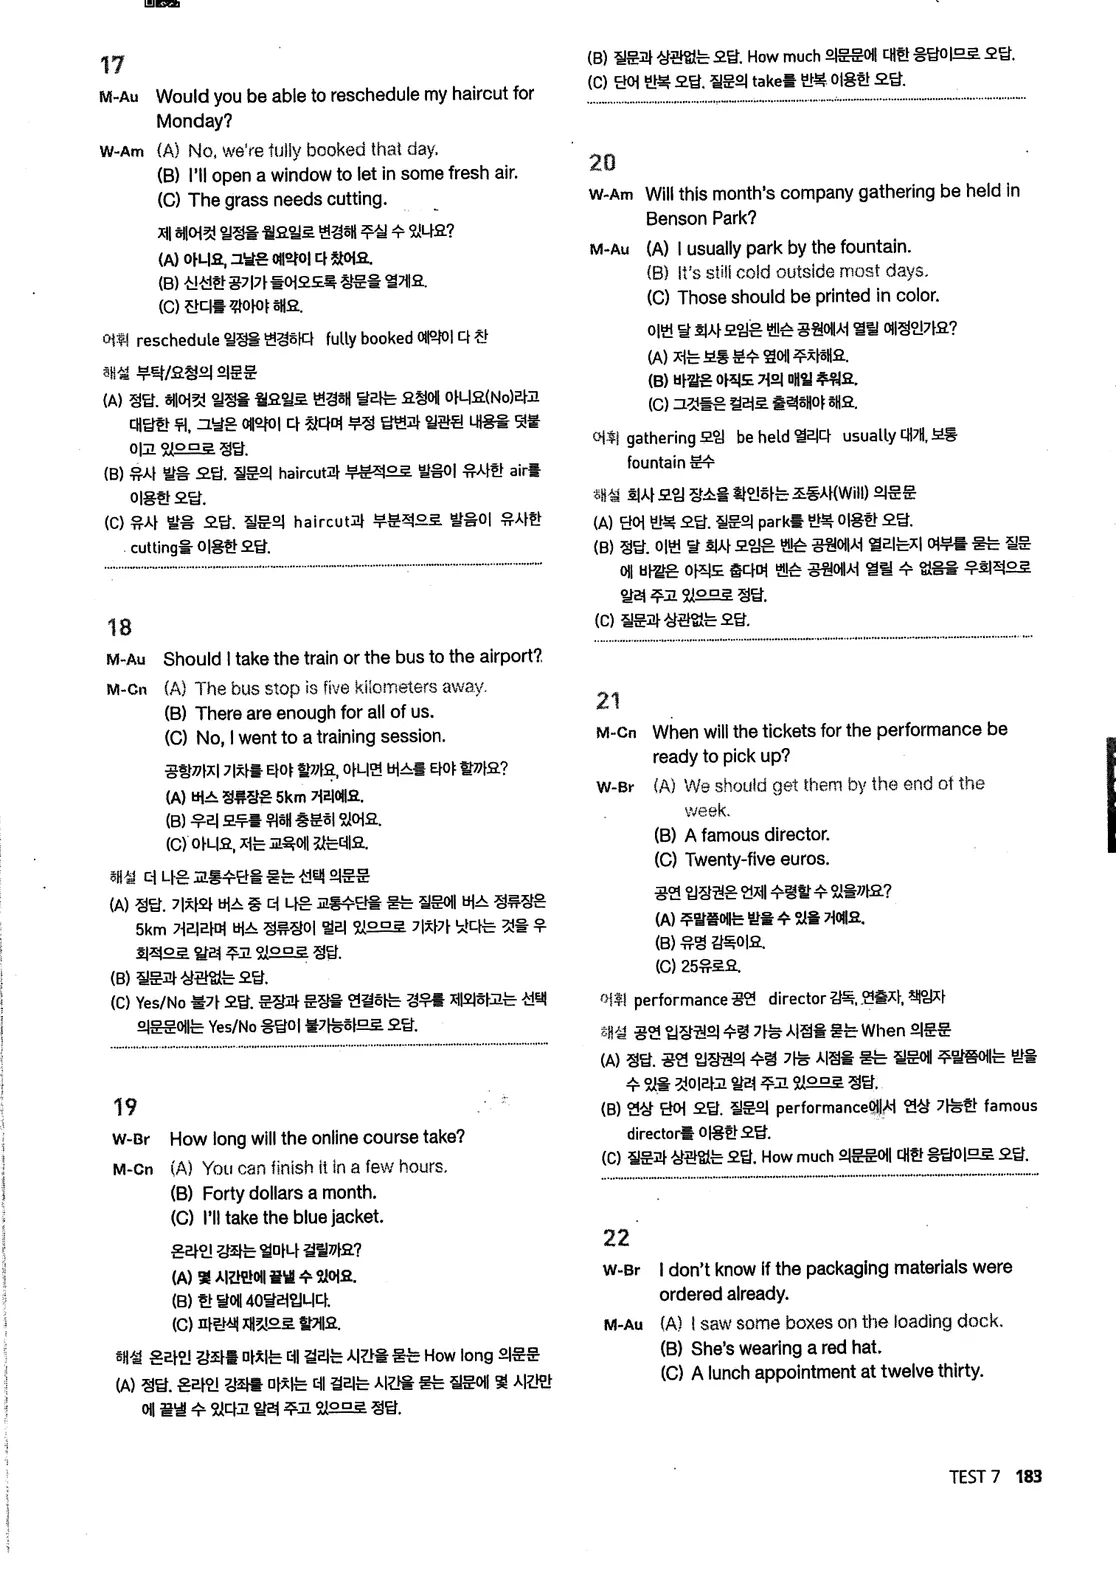 17
M-Au Would you be able to reschedule my haircut for
Monday?
W-Am (A) No, we're fully booked that day.
(B) I'll open a window to let in some fresh air.
(C) The grass needs cutting.
제 헤어컷 일정을 월요일로 변경해 주실 수 있나요?
(A) 아니요, 그날은 예약이 다 찼어요.
(B) 신선한 공기가 들어오도록 창문을 열게요.
(C) 잔디를 깎아야 해요.
어휘 reschedule 일정을 변경하다 fully booked 예약이 다 찬
해설 부탁/요청의 의문문
(A) 정답. 헤어컷 일정을 월요일로 변경해 달라는 요청에 아니요(No)라고
대답한 뒤, 그날은 예약이 다 찼다며 부정 답변과 일관된 내용을 덧붙
이고 있으므로 정답.
(B) 유사 발음 오답. 질문의 haircut과 부분적으로 발음이 유사한 air를
이용한 오답.
(C) 유사 발음 오답. 질문의 haircut과 부분적으로 발음이 유사한
cutting을 이용한 오답.
18
M-Au Should I take the train or the bus to the airport?
M-Cn (A) The bus stop is five kilometers away.
(B) There are enough for all of us.
(C) No, I went to a training session.
공항까지 기차를 타야 할까요, 아니면 버스를 타야 할까요?
(A) 버스 정류장은 5km 거리예요.
(B) 우리 모두를 위해 충분히 있어요.
(C) 아니요, 저는 교육에 갔는데요.
해설 더 나은 교통수단을 묻는 선택 의문문
(A) 정답. 기차와 버스 중 더 나은 교통수단을 묻는 질문에 버스 정류장은
5km 거리라며 버스 정류장이 멀리 있으므로 기차가 낫다는 것을 우
회적으로 알려 주고 있으므로 정답.
(B) 질문과 상관없는 오답.
(C) Yes/No 불가 오답. 문장과 문장을 연결하는 경우를 제외하고는 선택
의문문에는 Yes/No 응답이 불가능하므로 오답.
19
W-Br How long will the online course take?
M-Cn (A) You can finish it in a few hours.
(B) Forty dollars a month.
(C) I'll take the blue jacket.
온라인 강좌는 얼마나 걸릴까요?
(A) 몇 시간만에 끝낼 수 있어요.
(B) 한 달에 40달러입니다.
(C) 파란색 재킷으로 할게요.
해설 온라인 강좌를 마치는 데 걸리는 시간을 묻는 How long 의문문
(A) 정답. 온라인 강좌를 마치는 데 걸리는 시간을 묻는 질문에 몇 시간만
에 끝낼 수 있다고 알려 주고 있으므로 정답.
(B) 질문과 상관없는 오답. How much 의문문에 대한 응답이므로 오답.
(C) 단어 반복 오답. 질문의 take를 반복 이용한 오답.
20
W-Am Will this month's company gathering be held in
Benson Park?
M-Au (A) I usually park by the fountain.
(B) It's still cold outside most days.
(C) Those should be printed in color.
이번 달 회사 모임은 벤슨 공원에서 열릴 예정인가요?
(A) 저는 보통 분수 옆에 주차해요.
(B) 바깥은 아직도 거의 매일 추워요.
(C) 그것들은 컬러로 출력해야 해요.
어휘 gathering 모임 be held 열리다 usually 대개, 보통
fountain 분수
해설 회사 모임 장소를 확인하는 조동사(Will) 의문문
(A) 단어 반복 오답. 질문의 park를 반복 이용한 오답.
(B) 정답. 이번 달 회사 모임은 벤슨 공원에서 열리는지 여부를 묻는 질문
에 바깥은 아직도 춥다며 벤슨 공원에서 열릴 수 없음을 우회적으로
알려 주고 있으므로 정답.
(C) 질문과 상관없는 오답.
21
M-Cn When will the tickets for the performance be
ready to pick up?
W-Br (A) We should get them by the end of the
week.
(B) A famous director.
(C) Twenty-five euros.
공연 입장권은 언제 수령할 수 있을까요?
(A) 주말쯤에는 받을 수 있을 거예요.
(B) 유명 감독이요.
(C) 25유로요.
어휘 performance 공연 director 감독, 연출자, 책임자
해설 공연 입장권의 수령 가능 시점을 묻는 When 의문문
(A) 정답. 공연 입장권의 수령 가능 시점을 묻는 질문에 주말쯤에는 받을
수 있을 것이라고 알려 주고 있으므로 정답.
(B) 연상 단어 오답. 질문의 performance에서 연상 가능한 famous
director를 이용한 오답.
(C) 질문과 상관없는 오답. How much 의문문에 대한 응답이므로 오답.
22
W-Br I don't know if the packaging materials were
ordered already.
M-Au (A) I saw some boxes on the loading dock.
(B) She's wearing a red hat.
(C) A lunch appointment at twelve thirty.
TEST 7 183